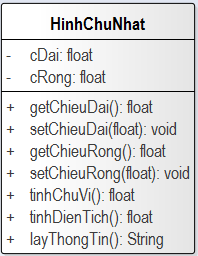 HinhChuNhat
- cDai: float
- cRong: float
+ getChieuDai(): float
+ setChieuDai(float): void
+ getChieuRong(): float
+ setChieuRong(float): void
+ tinhChuVi(): float
+ tinhDienTich(): float
+ layThongTin(): String